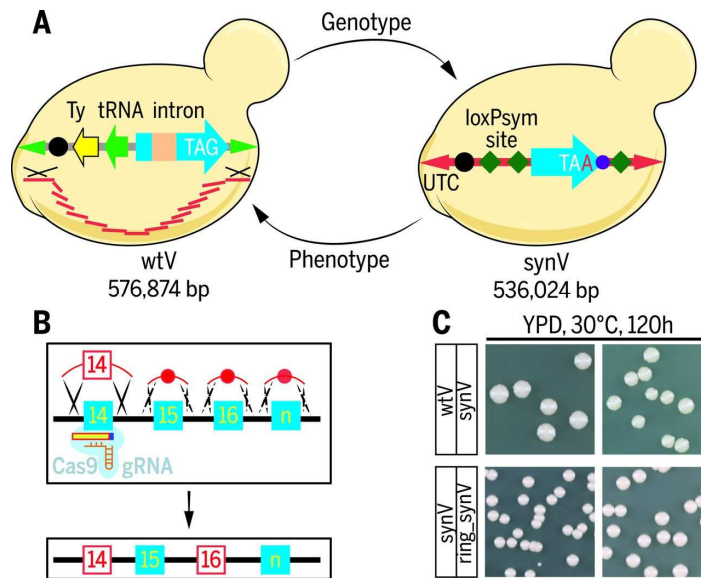 A
Genotype
Ty tRNA intron
TAG
loxPsym
site
TAA
UTC
Phenotype
wtV
576,874 bp
synV
536,024 bp
B
14
14 15 16 n
Cas9 gRNA
14 15 16 n
C
YPD, 30°C, 120h
wtV
synV
synV
ring_synV